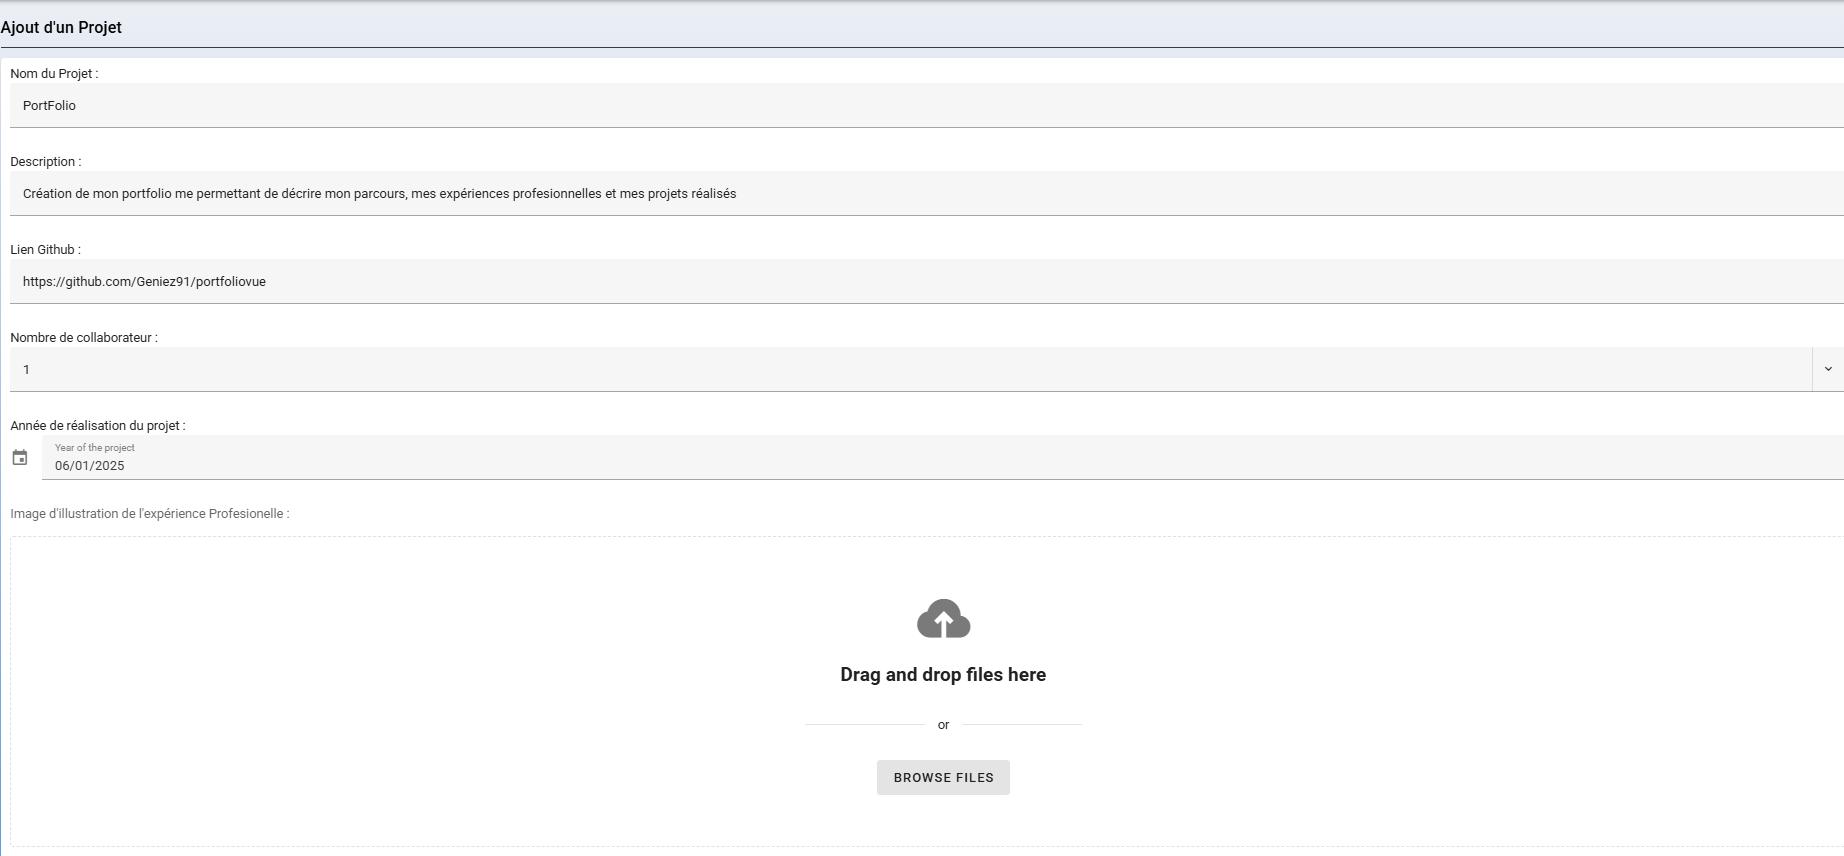 Ajout d'un Projet
Nom du Projet :
PortFolio
Description :
Création de mon portfolio me permettant de décrire mon parcours, mes expériences profesionnelles et mes projets réalisés
Lien Github :
https://github.com/Geniez91/portfoliovue
Nombre de collaborateur :
1
Année de réalisation du projet :
Year of the project
06/01/2025
Image d'illustration de l'expérience Profesionelle :
Drag and drop files here
or
BROWSE FILES